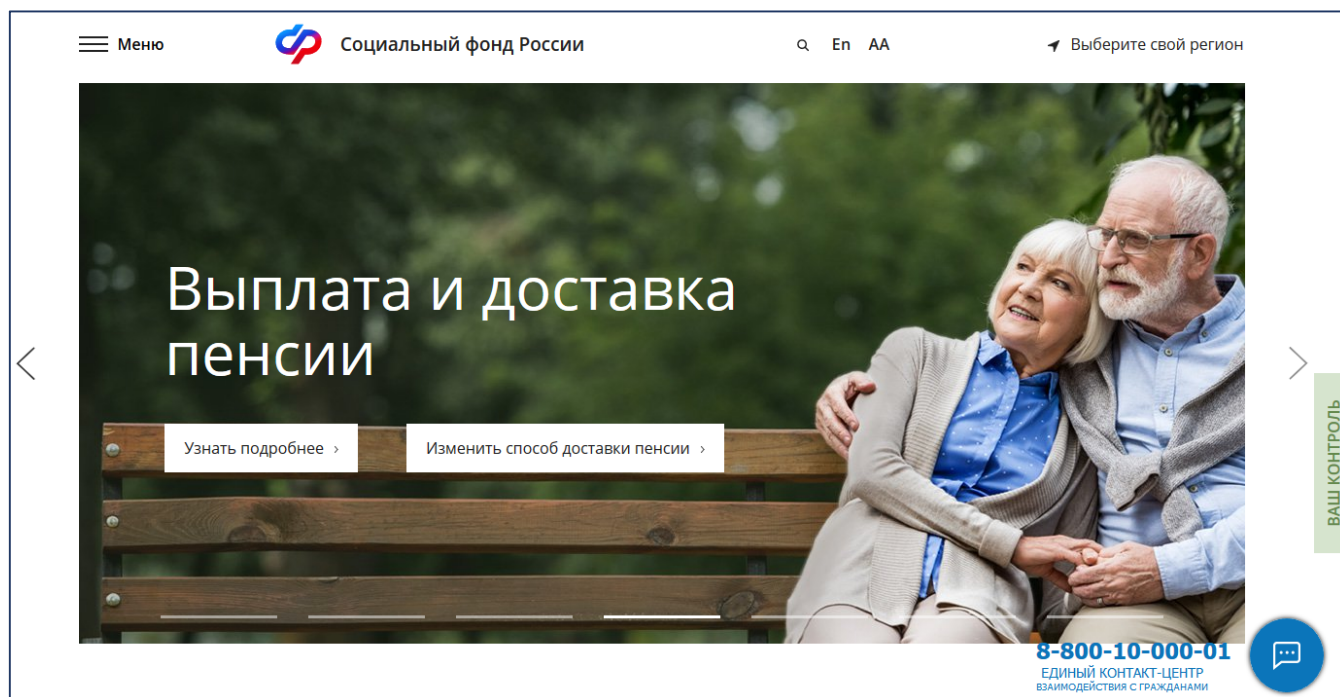 Меню
Социальный фонд России
En AA
Выберите свой регион
Выплата и доставка
пенсии
Узнать подробнее ›
Изменить способ доставки пенсии ›
ВАШ КОНТРОЛЬ
8-800-10-000-01
ЕДИНЫЙ КОНТАКТ-ЦЕНТР
ВЗАИМОДЕЙСТВИЯ С ГРАЖДАНАМИ